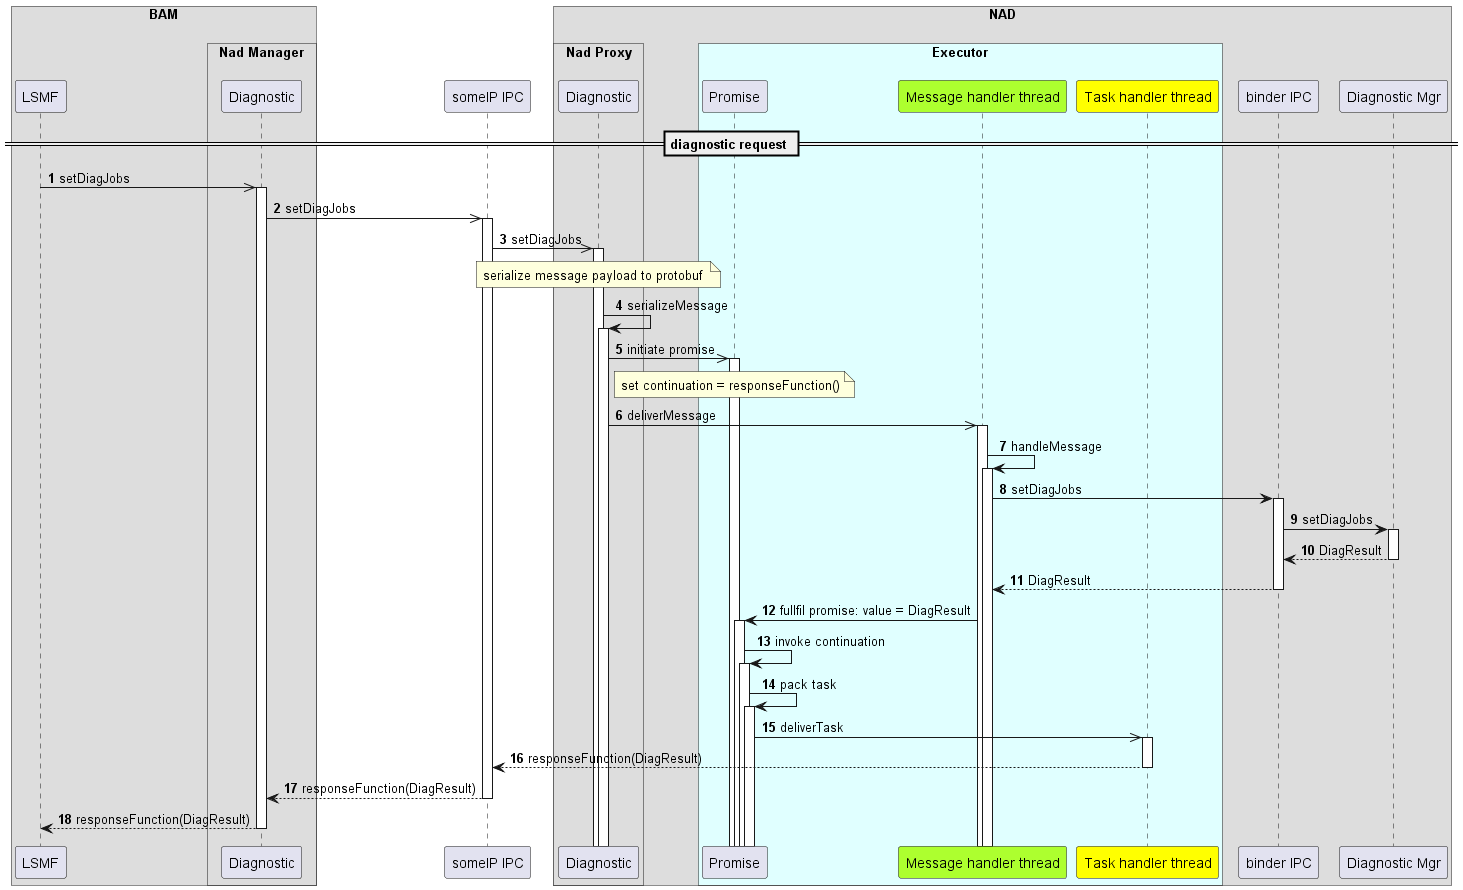 BAM
NAD
Nad Manager
Nad Proxy
Executor
LSMF
Diagnostic
someIP IPC
Diagnostic
Promise
Message handler thread
Task handler thread
binder IPC
Diagnostic Mgr
diagnostic request
1 setDiagJobs
2 setDiagJobs
3 setDiagJobs
serialize message payload to protobuf
4 serializeMessage
5 initiate promise
set continuation = responseFunction()
6 deliverMessage
7 handleMessage
8 setDiagJobs
9 setDiagJobs
10 DiagResult
11 DiagResult
12 fullfil promise: value = DiagResult
13 invoke continuation
14 pack task
15 deliverTask
16 responseFunction(DiagResult)
17 responseFunction(DiagResult)
18 responseFunction(DiagResult)
LSMF
Diagnostic
someIP IPC
Diagnostic
Promise
Message handler thread
Task handler thread
binder IPC
Diagnostic Mgr